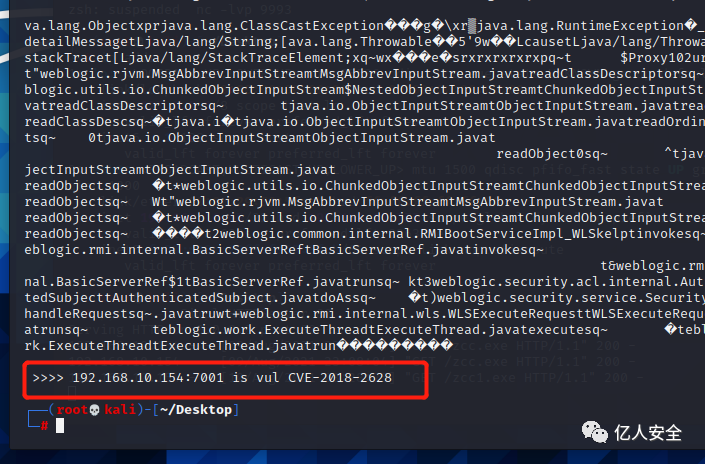 va.lang.Objectxprjava.lang.ClassCastException���g�\xr java.lang.RuntimeException�_
detailMessagetLjava/lang/String;[ava.lang.Throwable��5'9w��LcausetLjava/lang/Throwa
stackTracet[Ljava/lang/StackTraceElement;xq~wx���e�srxrxrxrxrxpq~t $Proxy102ur
t"weblogic.rjvm.MsgAbbrevInputStreamtMsgAbbrevInputStream.javatreadClassDescriptorsq~
blogic.utils.io.ChunkedObjectInputStream$NestedObjectInputStreamtChunkedObjectInputSt
vatreadClassDescriptorsq~ tjava.io.ObjectInputStreamtObjectInputStream.javatrea
readClassDescsq~�tjava.i�tjava.io.ObjectInputStreamtObjectInputStream.javatreadOrdin
tsq~ 0tjava.io.ObjectInputStreamtObjectInputStream.javat
readObject0sq~ ^tjav
jectInputStreamtObjectInputStream.javat
readObjectsq~ �t*weblogic.utils.io.ChunkedObjectInputStreamtChunkedObjectInputStrea
readObjectsq~ Wt"weblogic.rjvm.MsgAbbrevInputStreamtMsgAbbrevInputStream.javat
readObjectsq~ �t*weblogic.utils.io.ChunkedObjectInputStreamtChunkedObjectInputStrea
readObjectsq~ ����t2weblogic.common.internal.RMIBootServiceImpl_WLSkelptinvokesq~
eblogic.rmi.internal.BasicServerReftBasicServerRef.javatinvokesq~
t&weblogic.rm
nal.BasicServerRef$1tBasicServerRef.javatrunsq~ kt3weblogic.security.acl.internal.Aut
tedSubjecttAuthenticatedSubject.javatdoAssq~ �t)weblogic.security.service.Security
handleRequestsq~.javatruwt+weblogic.rmi.internal.wls.WLSExecuteRequesttWLSExecuteRequ
atrunsq~ teblogic.work.ExecuteThreadtExecuteThread.javatexecutesq~ �tebl
rk.ExecuteThreadtExecuteThread.javatrun���������
>>>> 192.168.10.154:7001 is vul CVE-2018-2628
┌──(root💀kali)-[~/Desktop]
└─#
亿人安全